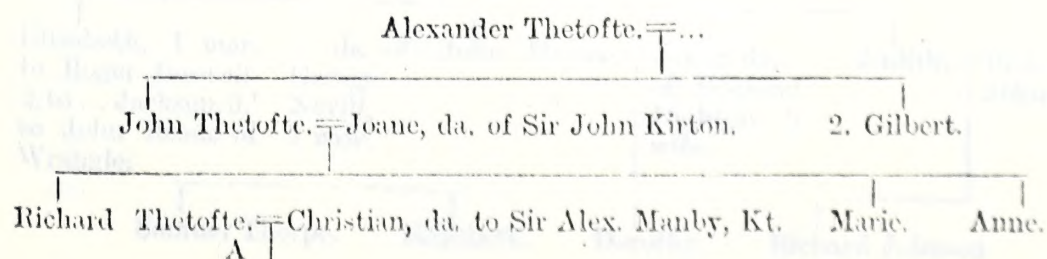 Alexander Thetofte.=...
John Thetofte.=Joane, da. of Sir John Kirton. 2. Gilbert.
Richard Thetofte.=Christian, da. to Sir Alex. Manby, Kt. Marie. Anne.
A